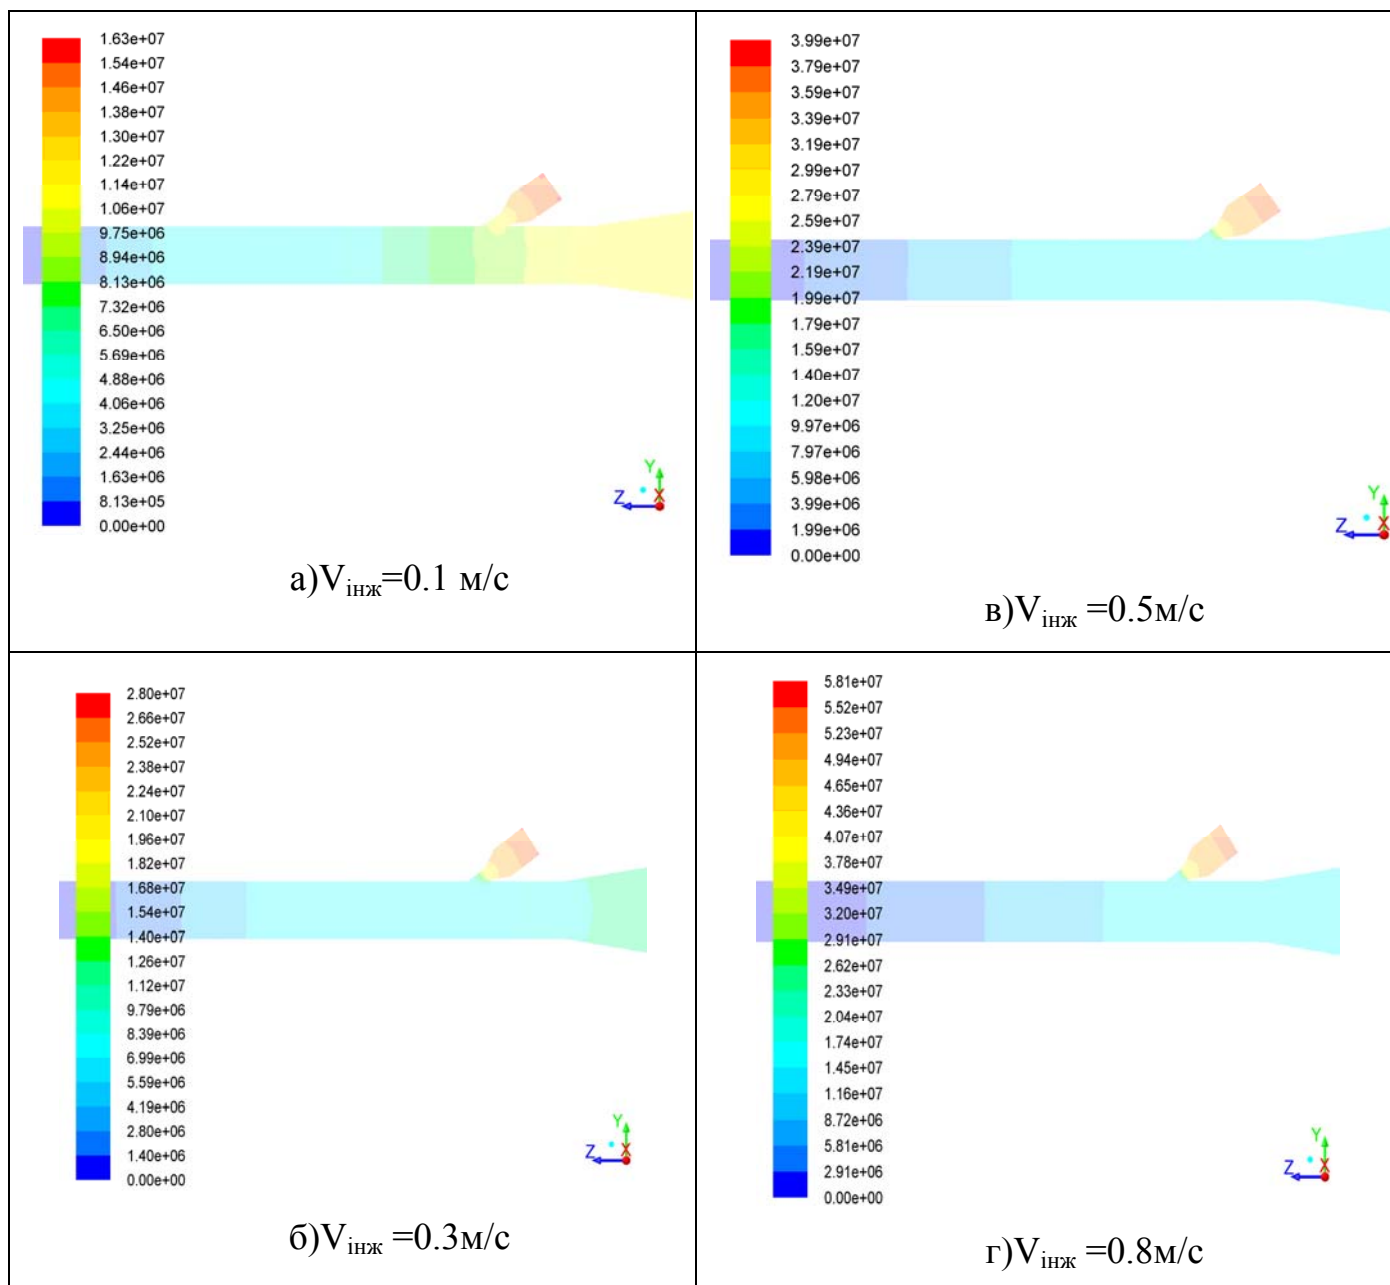 1.63e+07
1.54e+07
1.46e+07
1.38e+07
1.30e+07
1.22e+07
1.14e+07
1.06e+07
9.75e+06
8.94e+06
8.13e+06
7.32e+06
6.50e+06
5.69e+06
4.88e+06
4.06e+06
3.25e+06
2.44e+06
1.63e+06
8.13e+05
0.00e+00
Y
Z X
а)Vінж=0.1 м/с
3.99e+07
3.79e+07
3.59e+07
3.39e+07
3.19e+07
2.99e+07
2.79e+07
2.59e+07
2.39e+07
2.19e+07
1.99e+07
1.79e+07
1.59e+07
1.40e+07
1.20e+07
9.97e+06
7.97e+06
5.98e+06
3.99e+06
1.99e+06
0.00e+00
Y
Z X
в)Vінж =0.5м/с
2.80e+07
2.66e+07
2.52e+07
2.38e+07
2.24e+07
2.10e+07
1.96e+07
1.82e+07
1.68e+07
1.54e+07
1.40e+07
1.26e+07
1.12e+07
9.79e+06
8.39e+06
6.99e+06
5.59e+06
4.19e+06
2.80e+06
1.40e+06
0.00e+00
Y
Z X
б)Vінж =0.3м/с
5.81e+07
5.52e+07
5.23e+07
4.94e+07
4.65e+07
4.36e+07
4.07e+07
3.78e+07
3.49e+07
3.20e+07
2.91e+07
2.62e+07
2.33e+07
2.04e+07
1.74e+07
1.45e+07
1.16e+07
8.72e+06
5.81e+06
2.91e+06
0.00e+00
Y
Z X
г)Vінж =0.8м/с